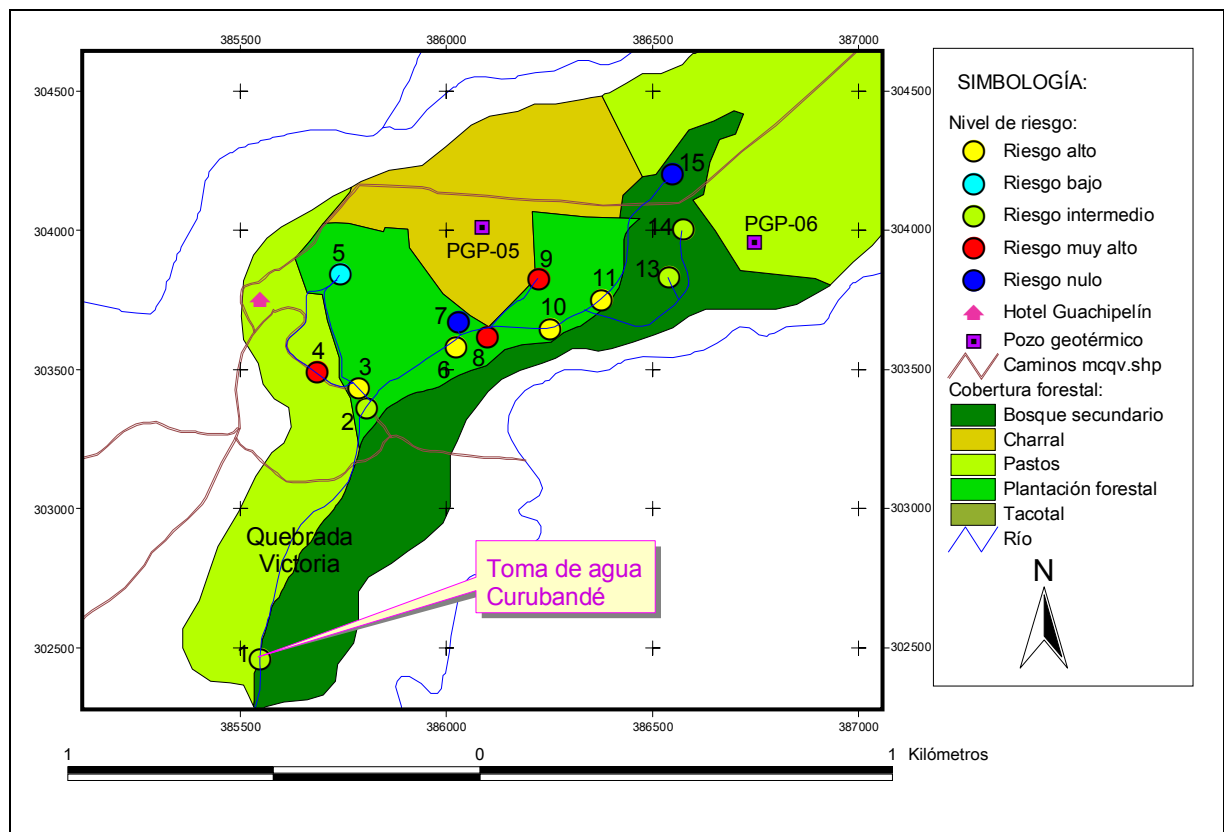 385500 386000 386500 387000
304500 304500
304000 304000
303500 303500
303000 303000
302500 302500
385500 386000 386500 387000
15
14
PGP-06
PGP-05
13
5
9
11
10
7
8
6
4
3
2
Quebrada
Victoria
Toma de agua
Curubandé
1
1 0 1 Kilómetros
SIMBOLOGÍA:
Nivel de riesgo:
Riesgo alto
Riesgo bajo
Riesgo intermedio
Riesgo muy alto
Riesgo nulo
Hotel Guachipelín
Pozo geotérmico
Caminos mcqv.shp
Cobertura forestal:
Bosque secundario
Charral
Pastos
Plantación forestal
Tacotal
Río
N